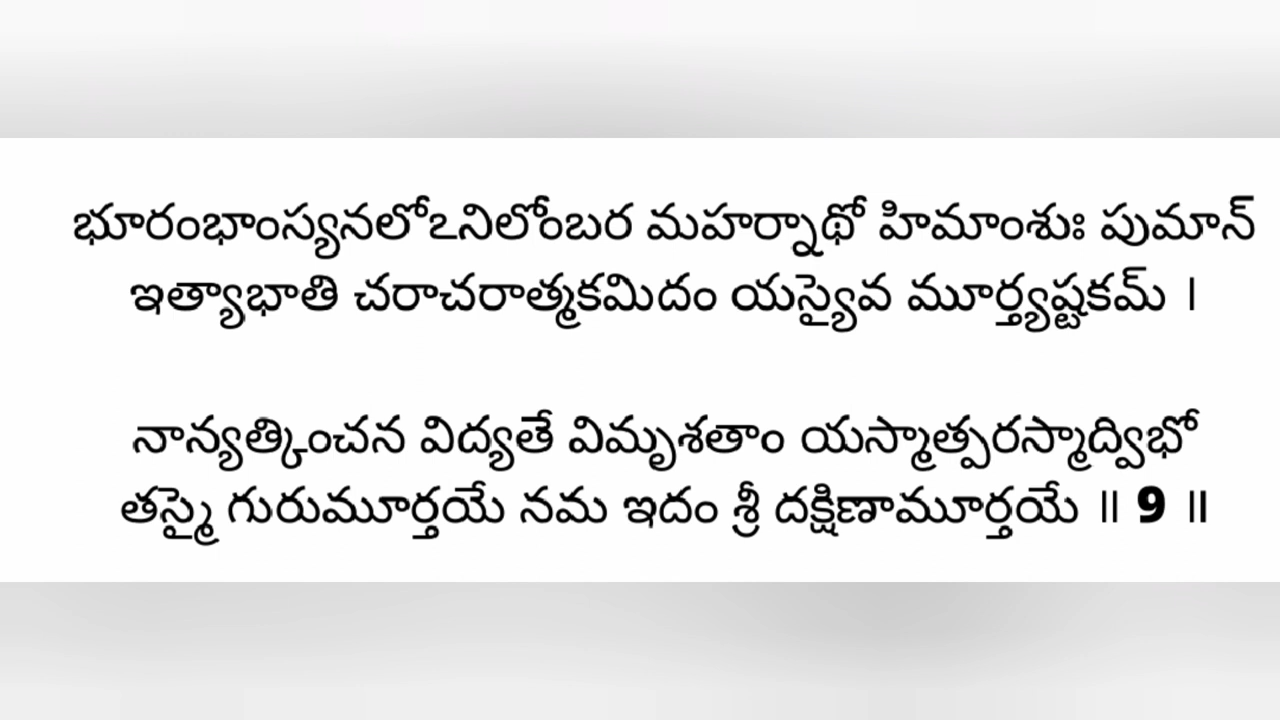 భూరంభాంస్యనలోఽనిలోంబర మహర్నాథో హిమాంశుః పుమాన్
ఇత్యాభాతి చరాచరాత్మకమిదం యస్యైవ మూర్త్యష్టకమ్ ।
నాన్యత్కించన విద్యతే విమృశతాం యస్మాత్పరస్మాద్విభో
తస్మై గురుమూర్తయే నమ ఇదం శ్రీ దక్షిణామూర్తయే ॥ 9 ॥